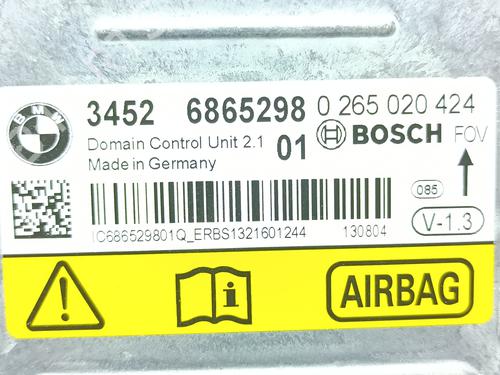 BMW
3452 6865298 0 265 020 424
Domain Control Unit 2.1 01 BOSCH FOV
Made in Germany
085
V-1.3
IC686529801Q_ERBS1321601244 130804
AIRBAG